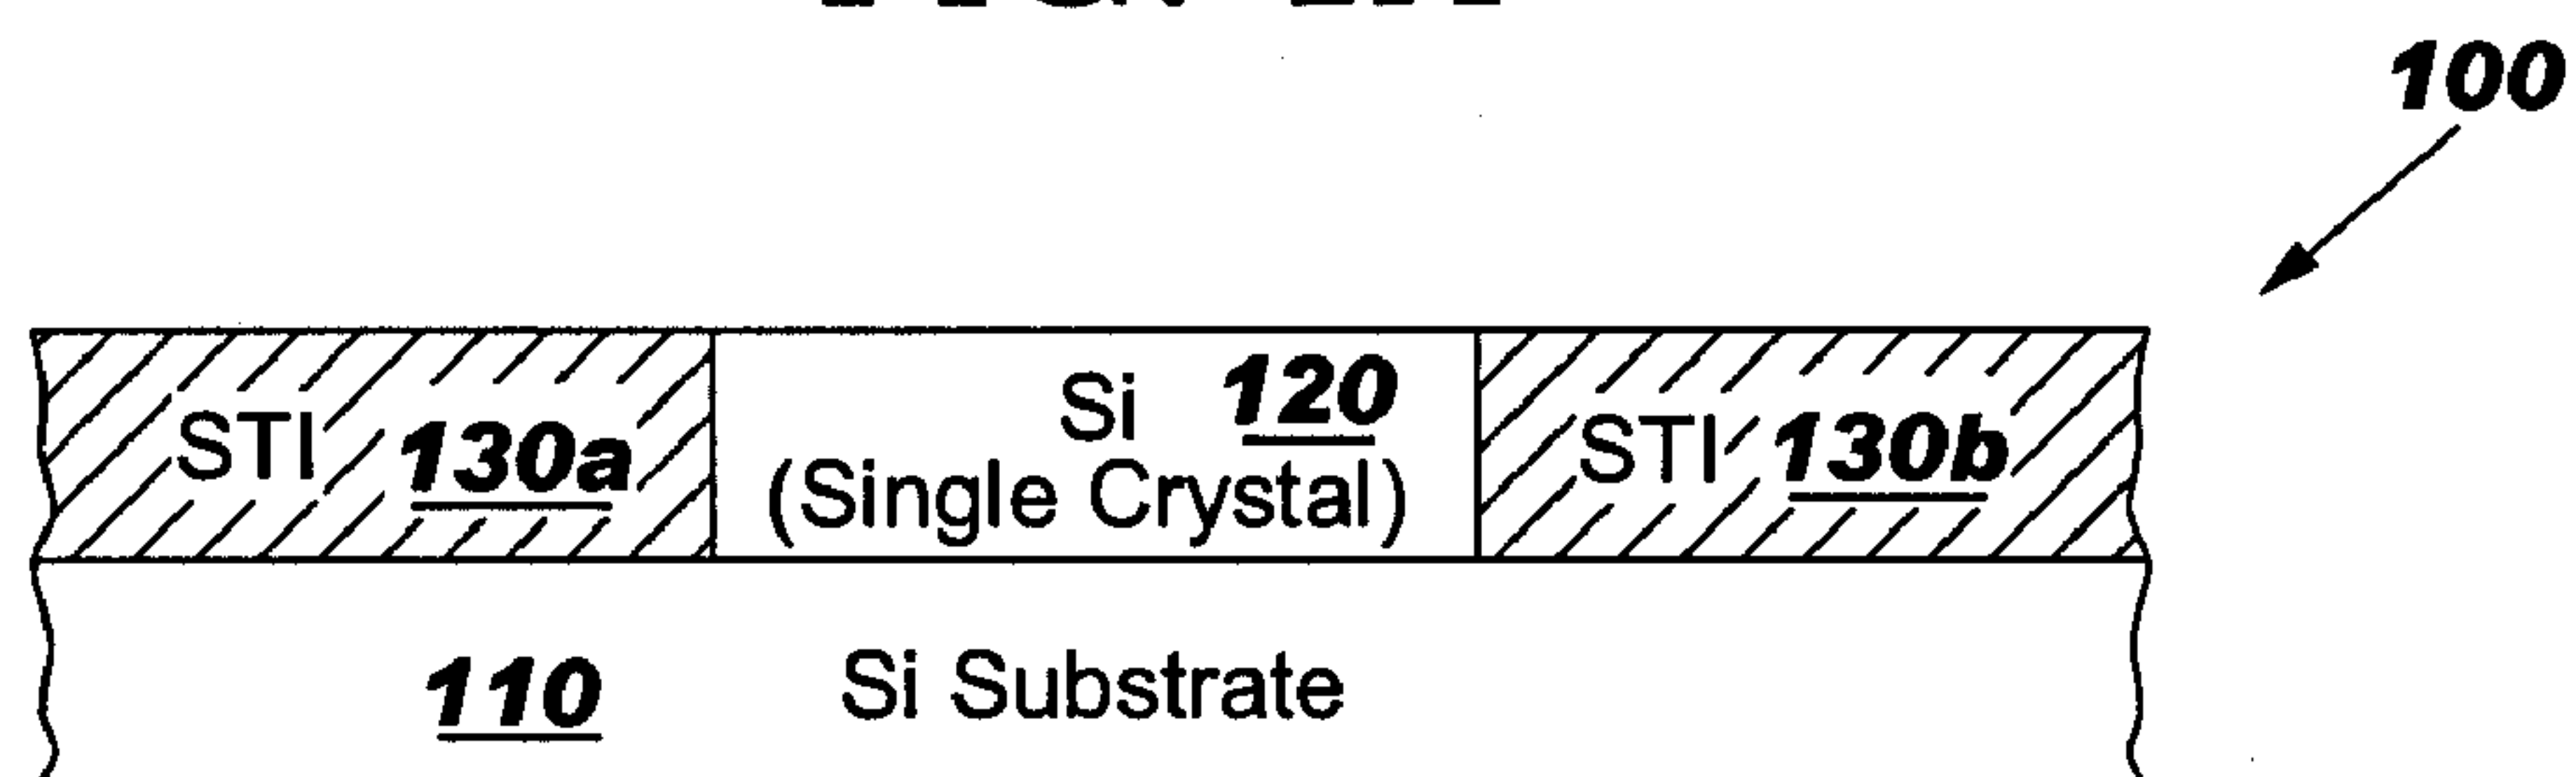 100
STI 130a
Si 120
(Single Crystal)
STI 130b
110 Si Substrate